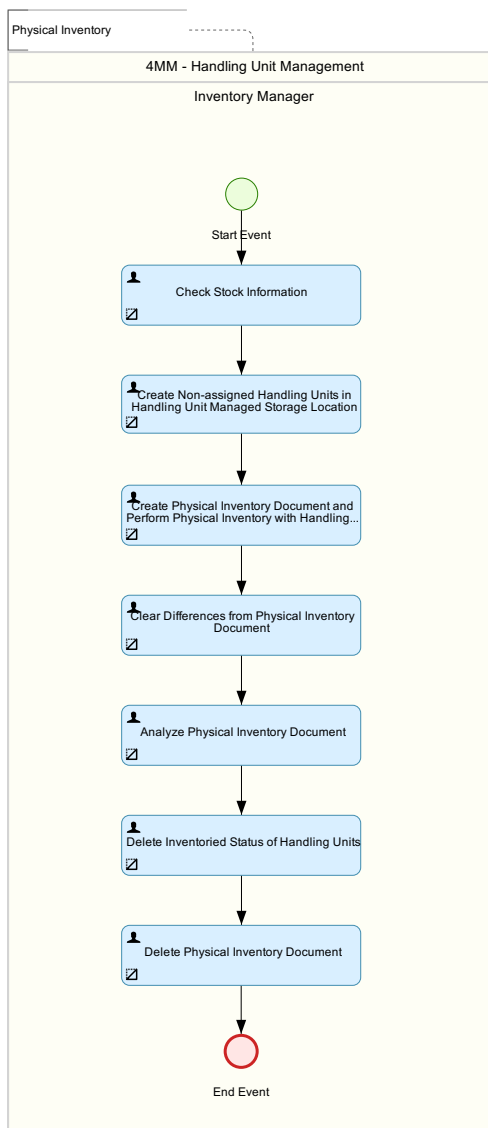 Physical Inventory
4MM - Handling Unit Management
Inventory Manager
Start Event
Check Stock Information
Create Non-assigned Handling Units in
Handling Unit Managed Storage Location
Create Physical Inventory Document and
Perform Physical Inventory with Handling...
Clear Differences from Physical Inventory
Document
Analyze Physical Inventory Document
Delete Inventoried Status of Handling Units
Delete Physical Inventory Document
End Event